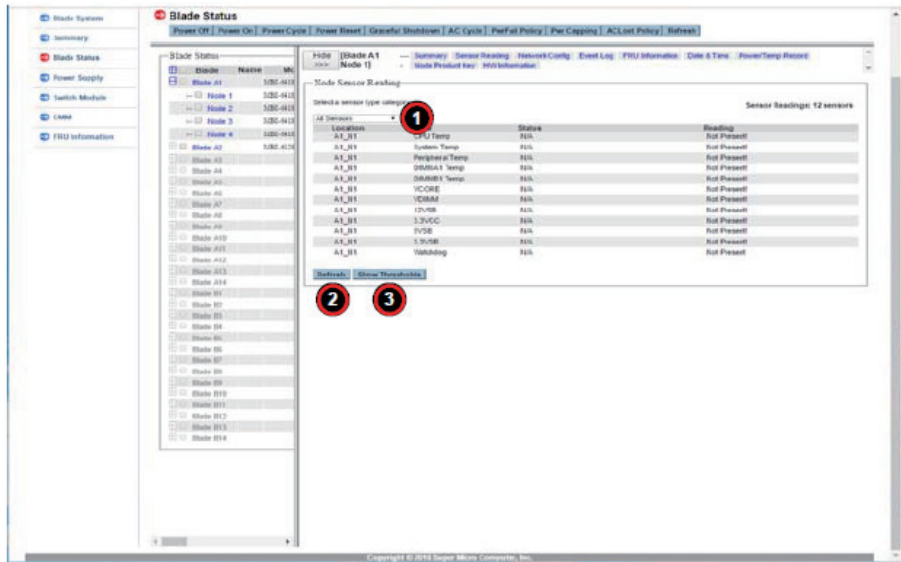 Blade System
Summary
Blade Status
Power Supply
Switch Module
CMM
FRU Information
Blade Status
Power Off | Power On | Power Cycle | Power Reset | Graceful Shutdown | AC Cycle | PwrFail Policy | Pwr Capping | ACLost Policy | Refresh
Blade Status
Blade Name Mo
Blade A1
Node 1
Node 2
Node 3
Node 4
Blade A2
Blade A3
Blade A4
Blade A5
Blade A6
Blade A7
Blade A8
Blade A9
Blade A10
Blade A11
Blade A12
Blade A13
Blade A14
Blade B1
Blade B2
Blade B3
Blade B4
Blade B5
Blade B6
Blade B7
Blade B8
Blade B9
Blade B10
Blade B11
Blade B12
Blade B13
Blade B14
Hide [Blade A1 Summary Sensor Reading Network Config Event Log FRU Information Date & Time Power/Temp Record
>>> Node 1] Node Product Key HW Information
Node Sensor Reading
Select a sensor type category
Sensor Readings: 12 sensors
All Sensors
1
Location Status Reading
A1_N1 CPU Temp N/A Not Present!
A1_N1 System Temp N/A Not Present!
A1_N1 Peripheral Temp N/A Not Present!
A1_N1 DIMMA1 Temp N/A Not Present!
A1_N1 DIMMB1 Temp N/A Not Present!
A1_N1 VCORE N/A Not Present!
A1_N1 VDIMM N/A Not Present!
A1_N1 12VSB N/A Not Present!
A1_N1 3.3VCC N/A Not Present!
A1_N1 5VSB N/A Not Present!
A1_N1 3.3VSB N/A Not Present!
A1_N1 Watchdog N/A Not Present!
Refresh Show Thresholds
2 3
Copyright © 2010 Super Micro Computer, Inc.